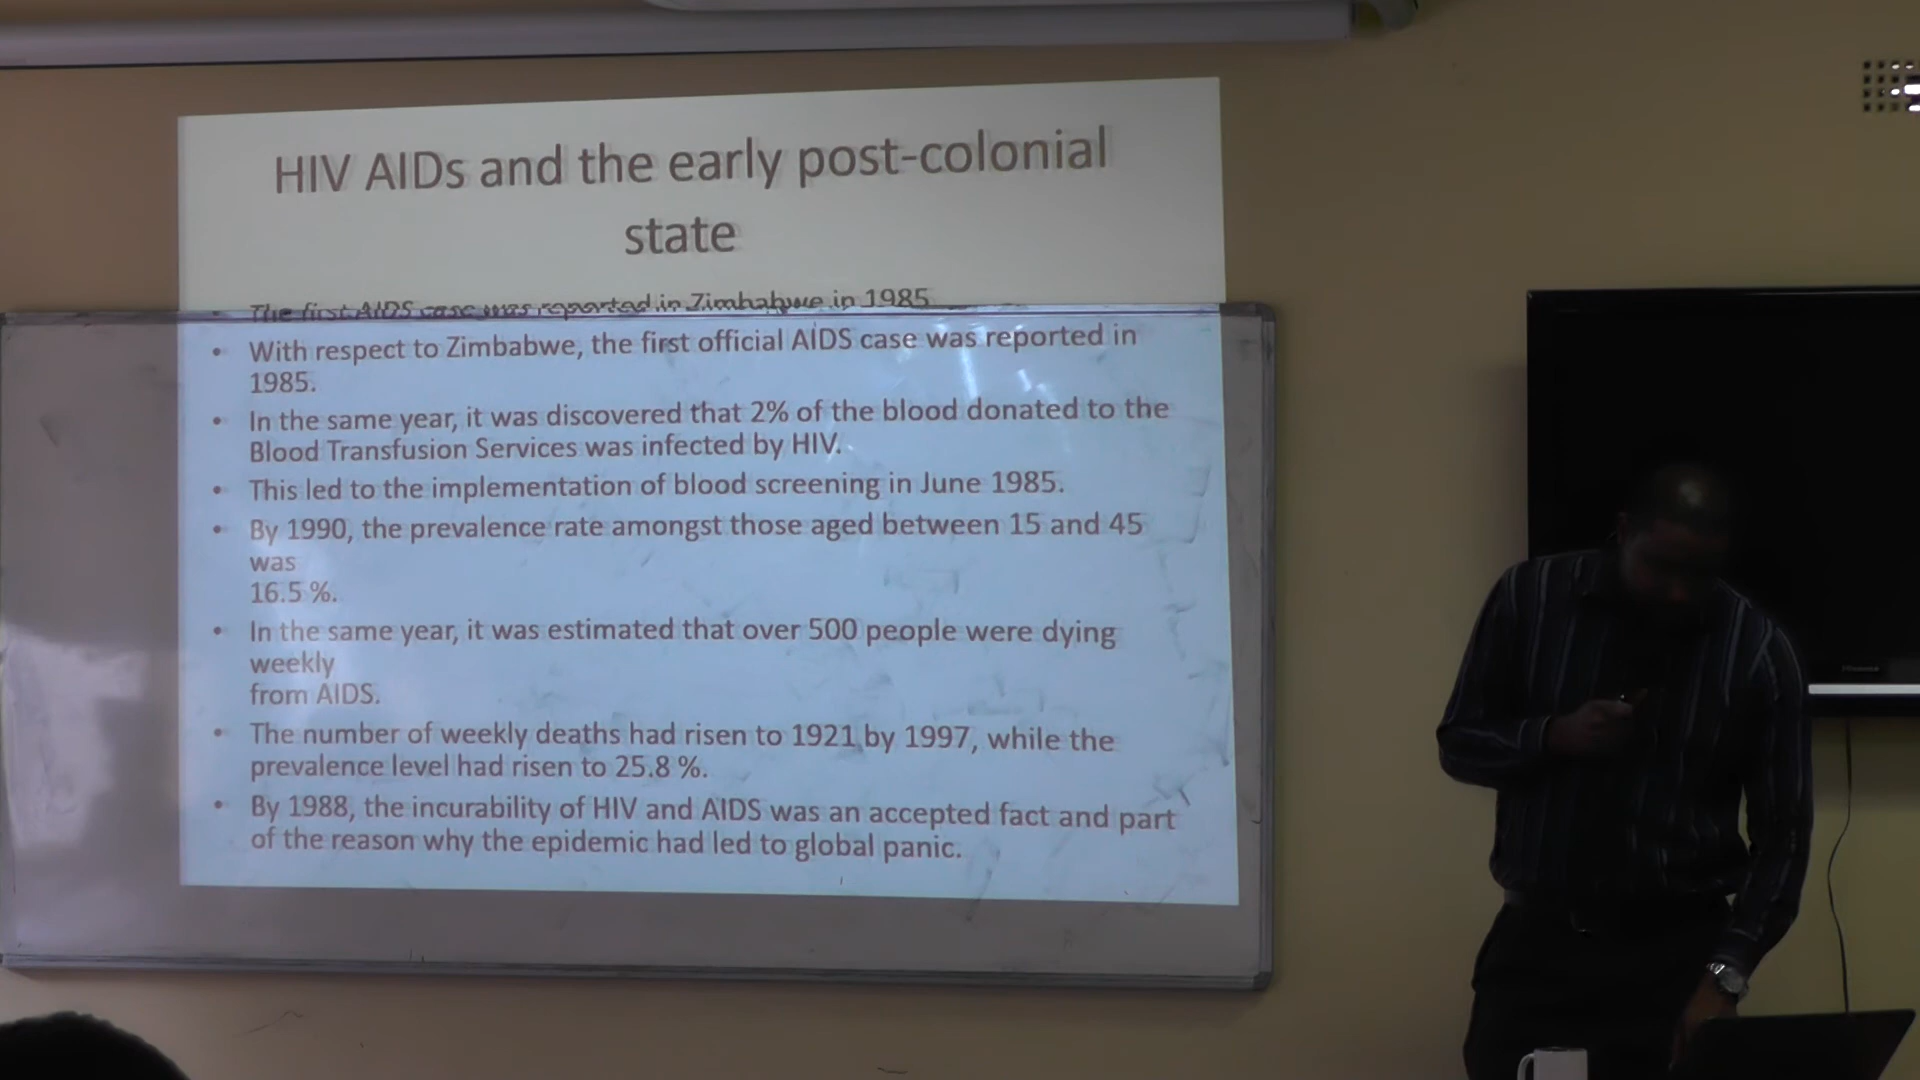 HIV AIDs and the early post-colonial
state
• The first AIDS case was reported in Zimbabwe in 1985
• With respect to Zimbabwe, the first official AIDS case was reported in
1985.
• In the same year, it was discovered that 2% of the blood donated to the
Blood Transfusion Services was infected by HIV.
• This led to the implementation of blood screening in June 1985.
• By 1990, the prevalence rate amongst those aged between 15 and 45
was
16.5 %.
• In the same year, it was estimated that over 500 people were dying
weekly
from AIDS.
• The number of weekly deaths had risen to 1921 by 1997, while the
prevalence level had risen to 25.8 %.
• By 1988, the incurability of HIV and AIDS was an accepted fact and part
of the reason why the epidemic had led to global panic.
Hisense